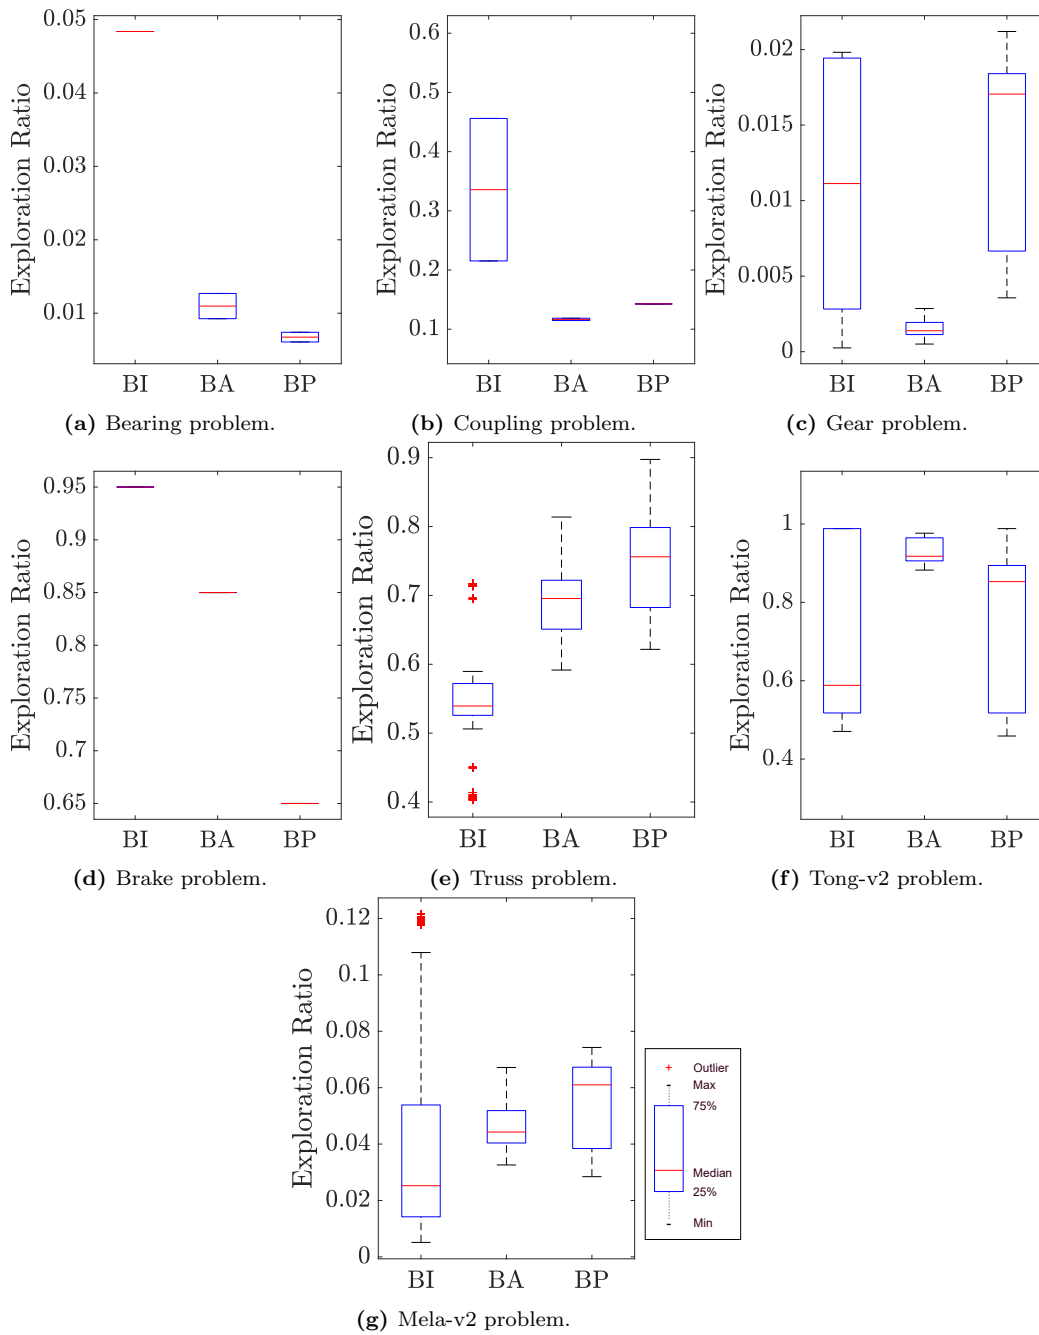 0.05
0.04
0.03
0.02
0.01
Exploration Ratio
BI BA BP
(a) Bearing problem.
0.6
0.5
0.4
0.3
0.2
0.1
Exploration Ratio
BI BA BP
(b) Coupling problem.
0.02
0.015
0.01
0.005
0
Exploration Ratio
BI BA BP
(c) Gear problem.
0.95
0.9
0.85
0.8
0.75
0.7
0.65
Exploration Ratio
BI BA BP
(d) Brake problem.
0.9
0.8
0.7
0.6
0.5
0.4
Exploration Ratio
BI BA BP
(e) Truss problem.
1
0.8
0.6
0.4
Exploration Ratio
BI BA BP
(f) Tong-v2 problem.
0.12
0.1
0.08
0.06
0.04
0.02
0
Exploration Ratio
BI BA BP
Outlier
Max
75%
Median
25%
Min
(g) Mela-v2 problem.